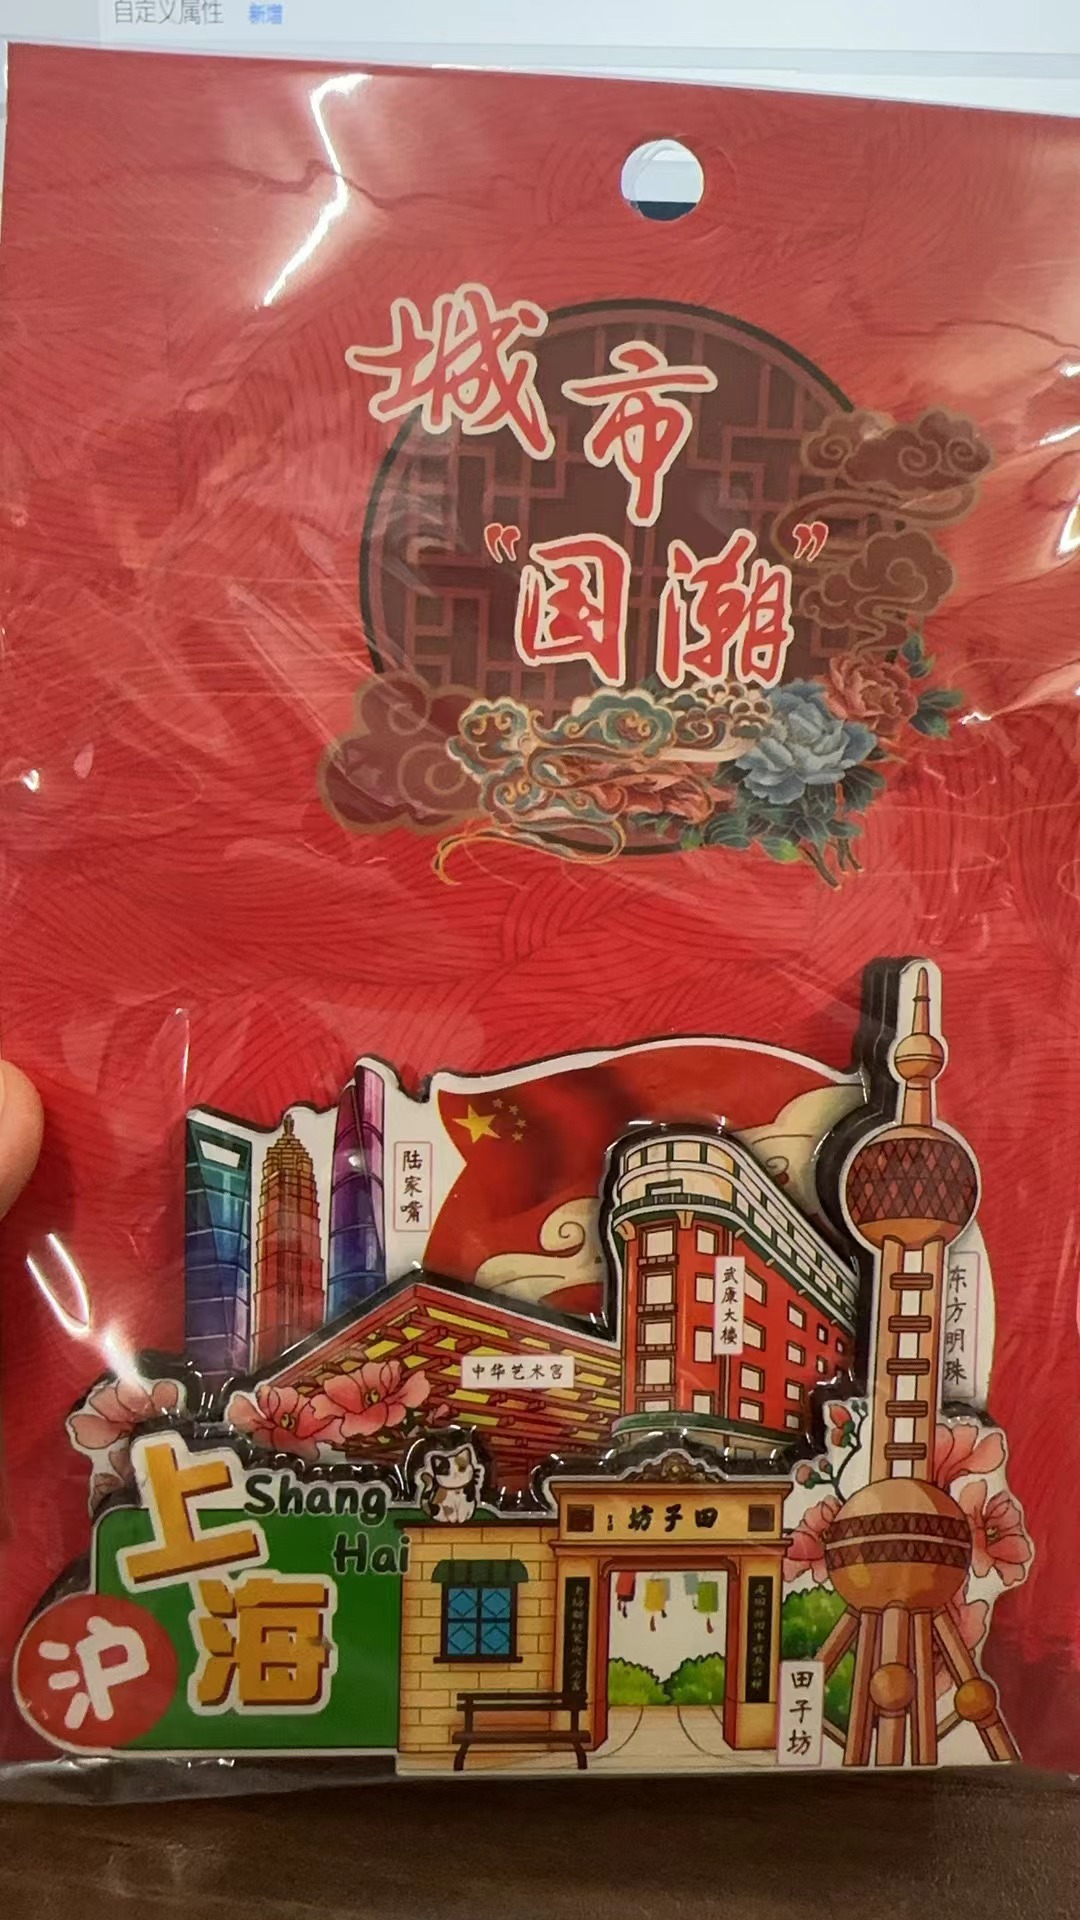 自定义属性 新增
城市
“国潮”
陆家嘴
武康大楼
东方明珠
中华艺术宫
上海
Shang
Hai
沪
田子坊
田子坊